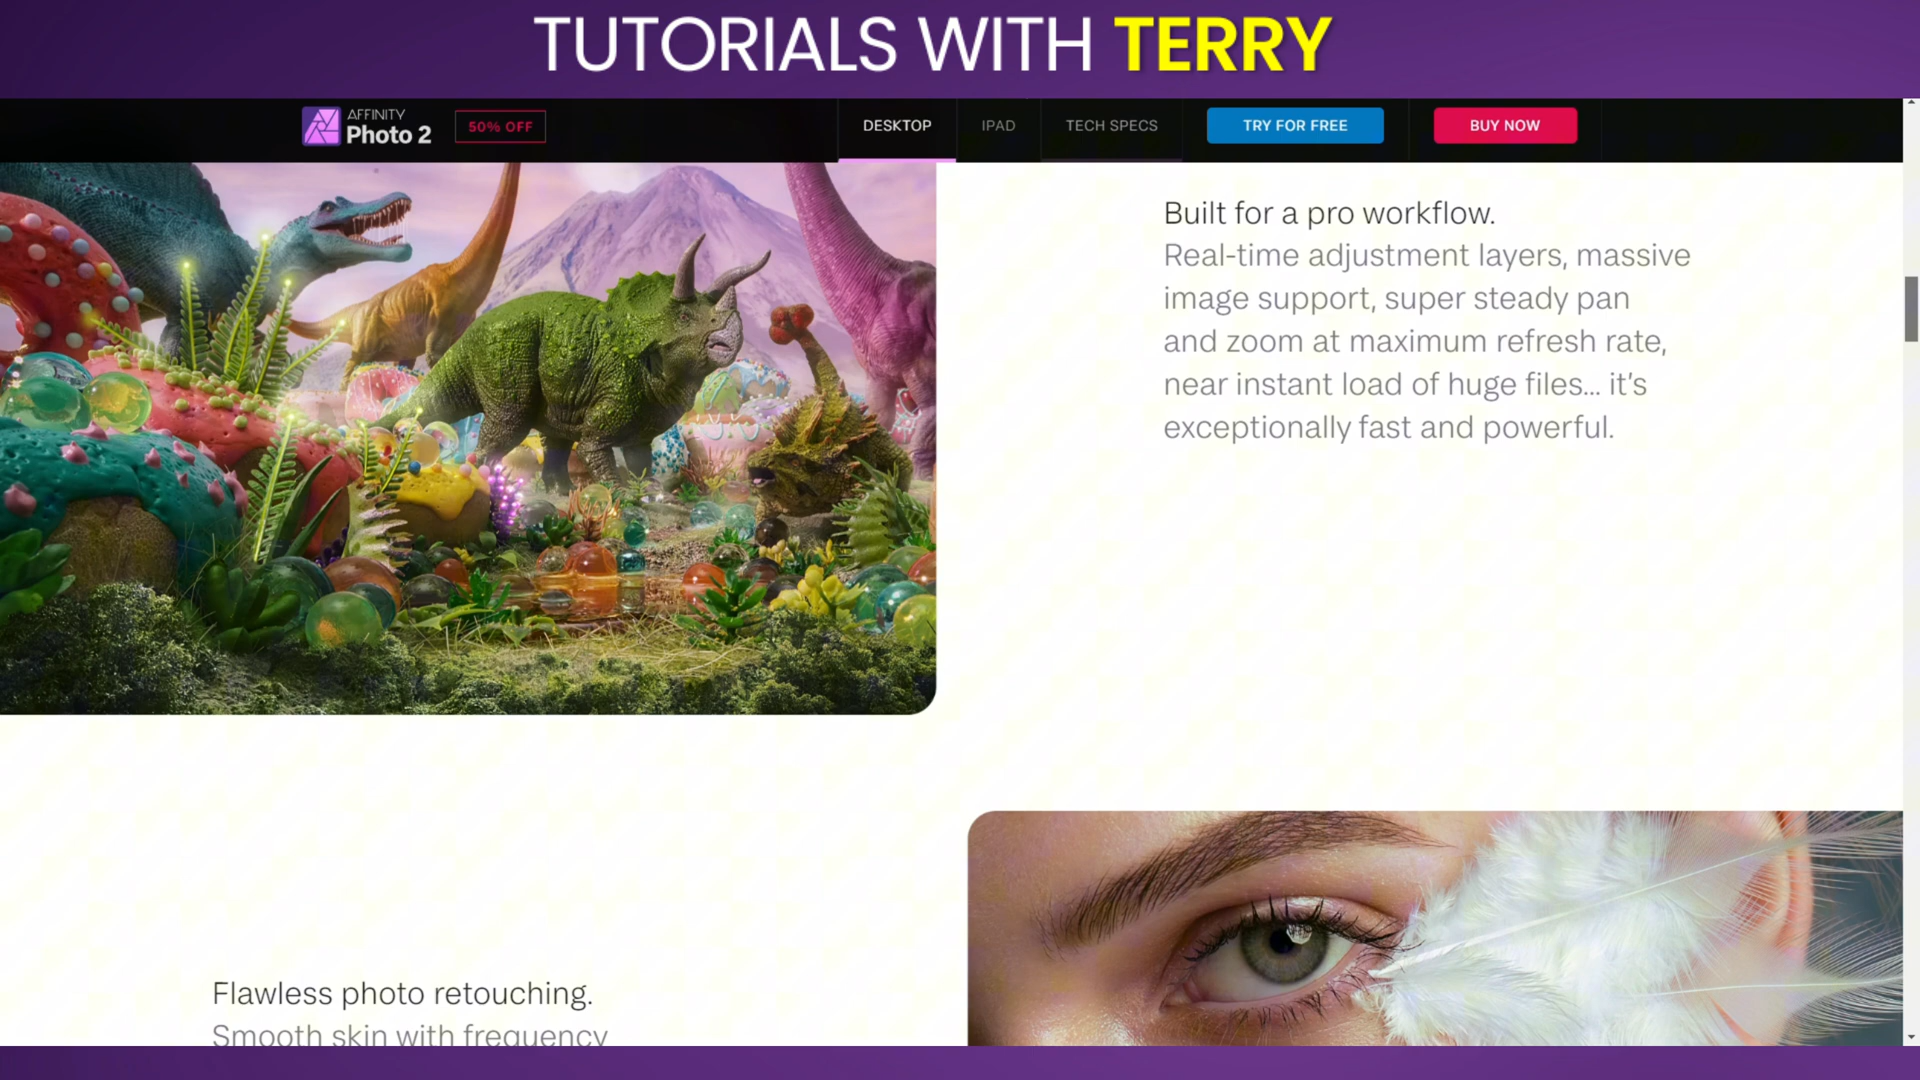 TUTORIALS WITH TERRY
AFFINITY
Photo 2
50% OFF
DESKTOP
IPAD
TECH SPECS
TRY FOR FREE
BUY NOW
Built for a pro workflow.
Real-time adjustment layers, massive
image support, super steady pan
and zoom at maximum refresh rate,
near instant load of huge files... it's
exceptionally fast and powerful.
Flawless photo retouching.
Smooth skin with frequency